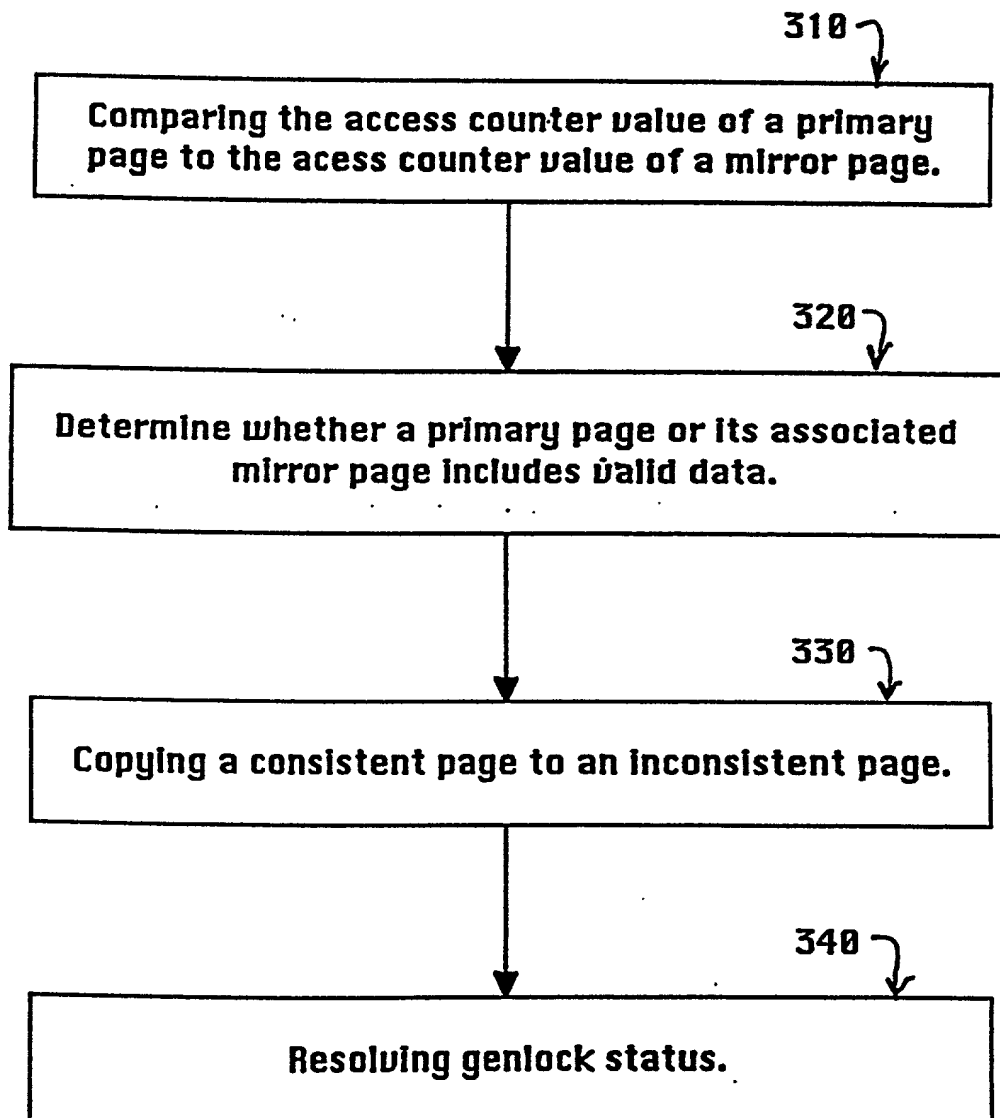 310
Comparing the access counter value of a primary
page to the acess counter value of a mirror page.
320
Determine whether a primary page or its associated
mirror page includes valid data.
330
Copying a consistent page to an inconsistent page.
340
Resolving genlock status.